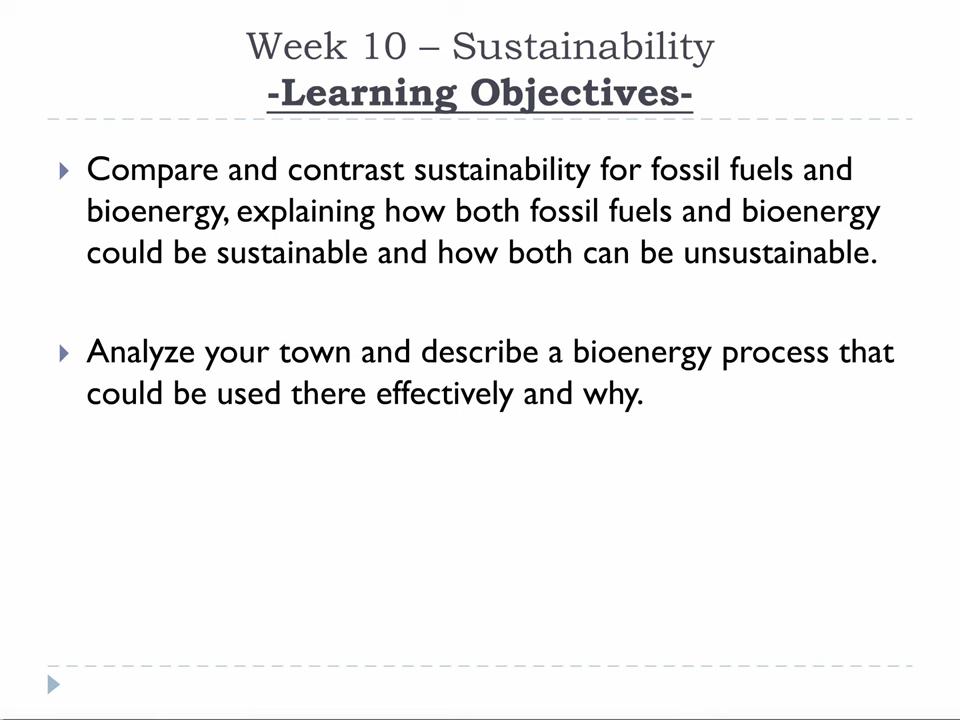 Week 10 – Sustainability
-Learning Objectives-
Compare and contrast sustainability for fossil fuels and
bioenergy, explaining how both fossil fuels and bioenergy
could be sustainable and how both can be unsustainable.
Analyze your town and describe a bioenergy process that
could be used there effectively and why.